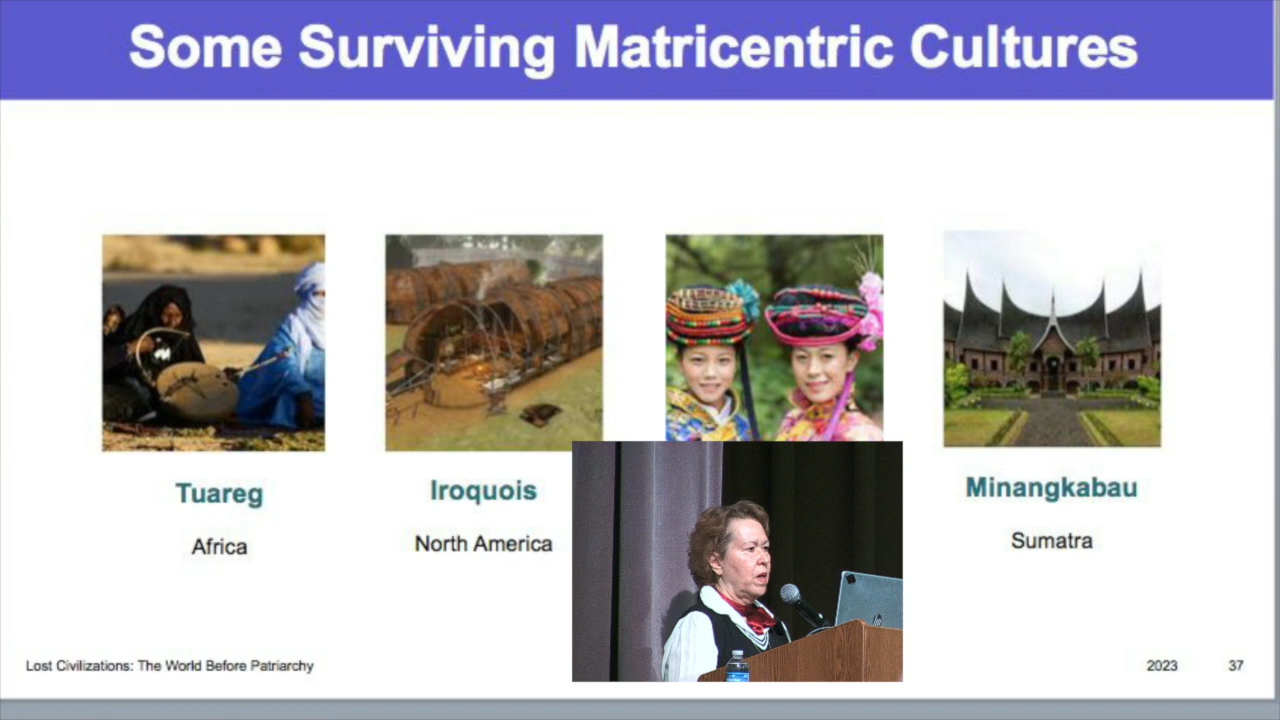 Some Surviving Matricentric Cultures
Tuareg
Iroquois
Minangkabau
Africa
North America
Sumatra
Lost Civilizations: The World Before Patriarchy
2023
37